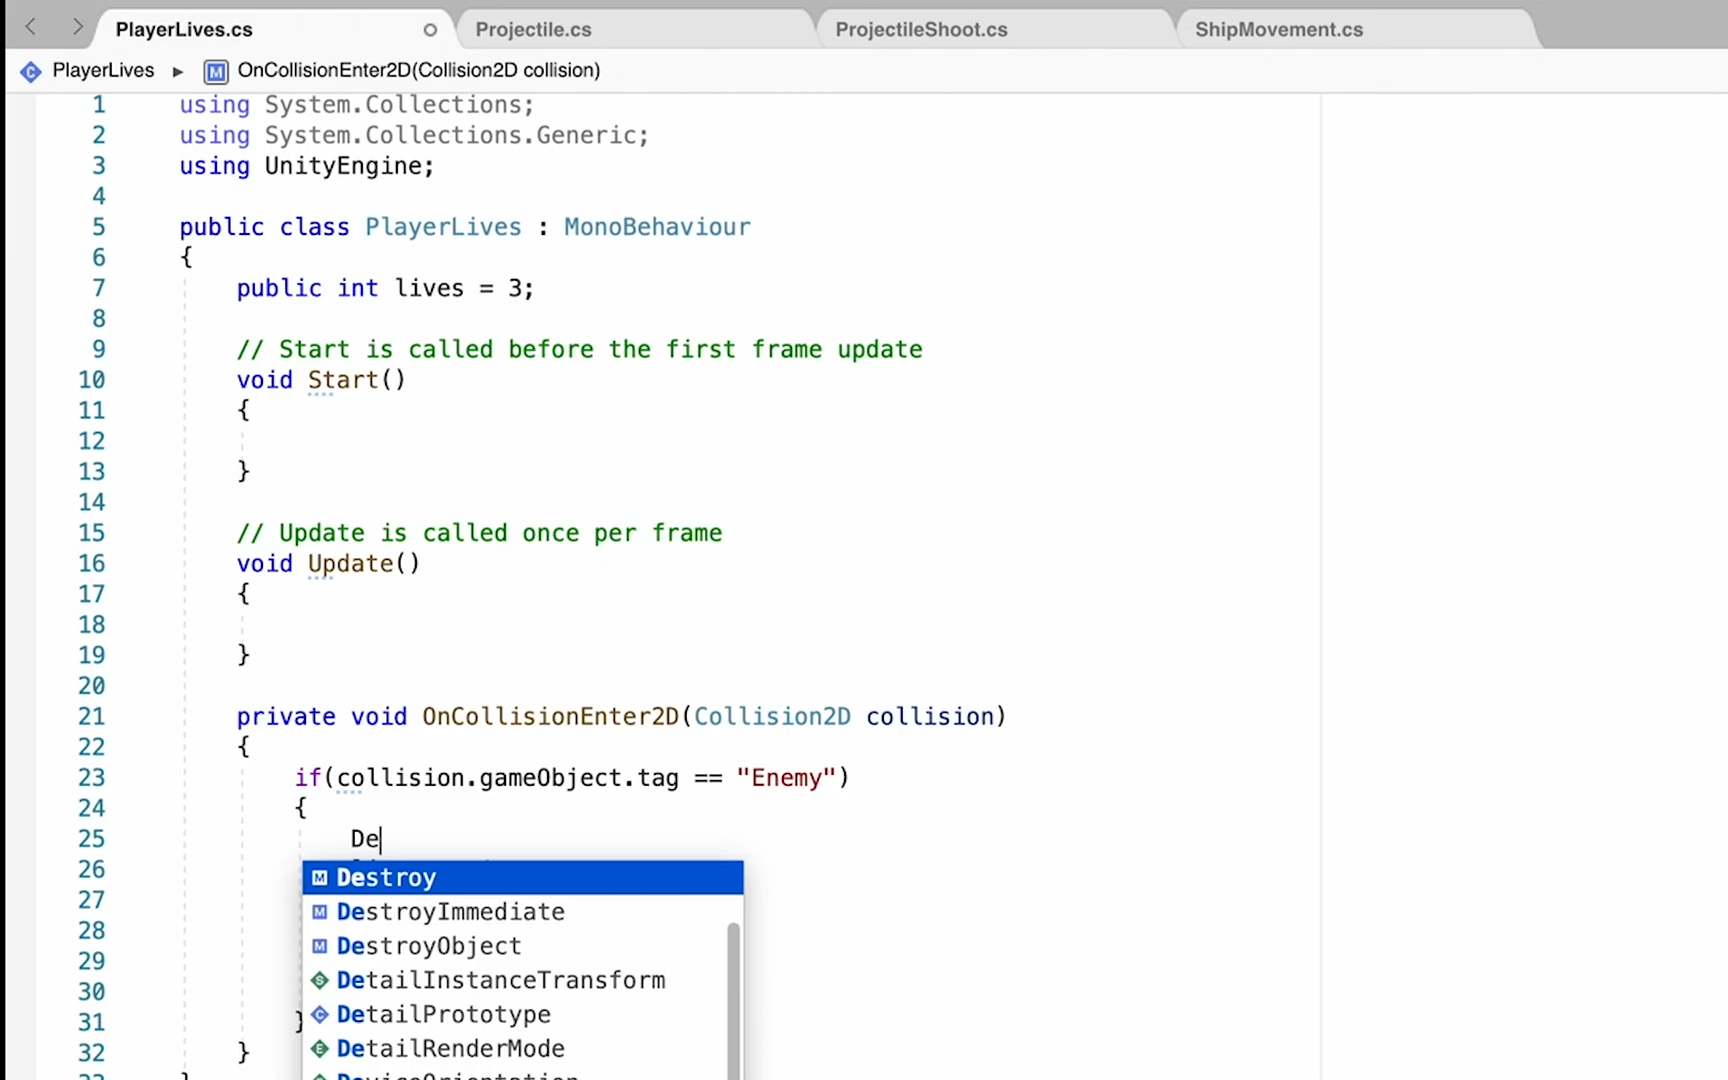 PlayerLives.cs Projectile.cs ProjectileShoot.cs ShipMovement.cs
PlayerLives ▸ M OnCollisionEnter2D(Collision2D collision)
1 using System.Collections;
2 using System.Collections.Generic;
3 using UnityEngine;
4
5 public class PlayerLives : MonoBehaviour
6 {
7 public int lives = 3;
8
9 // Start is called before the first frame update
10 void Start()
11 {
12
13 }
14
15 // Update is called once per frame
16 void Update()
17 {
18
19 }
20
21 private void OnCollisionEnter2D(Collision2D collision)
22 {
23 if(collision.gameObject.tag == "Enemy")
24 {
25 De
26
M Destroy
27
M DestroyImmediate
28
M DestroyObject
29
S DetailInstanceTransform
30
C DetailPrototype
31 }
E DetailRenderMode
32 }